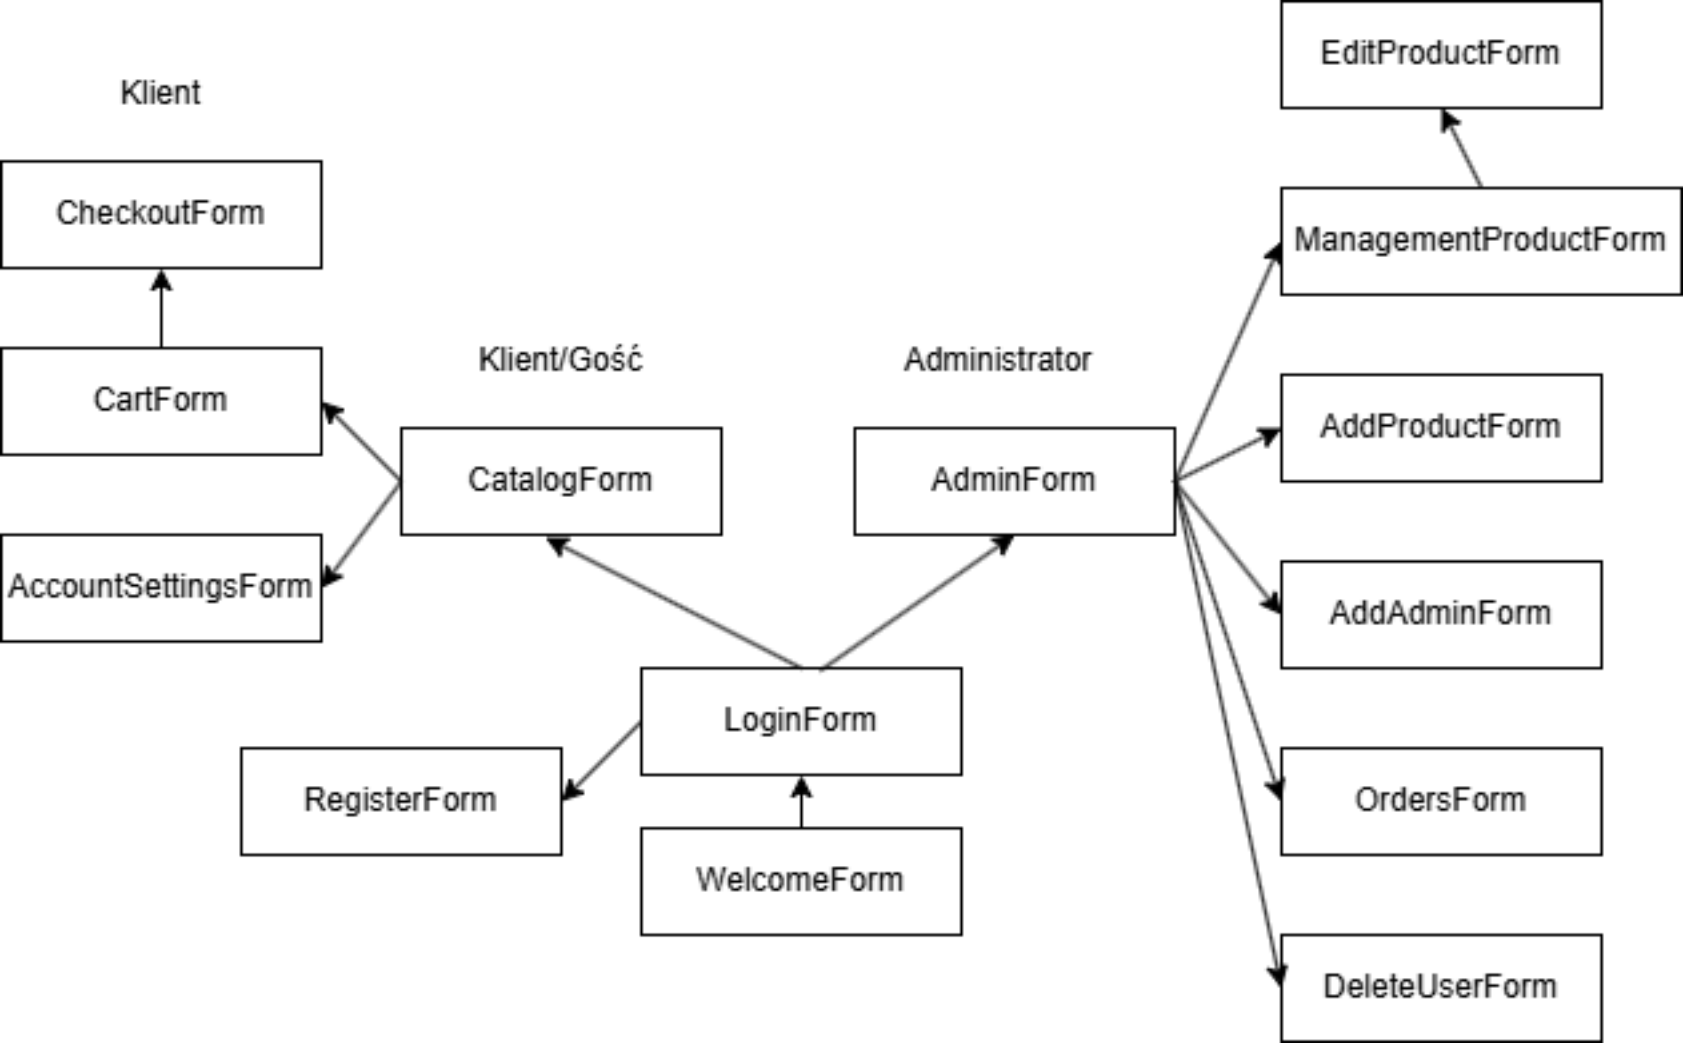 EditProductForm
Klient
CheckoutForm
ManagementProductForm
Klient/Gość
Administrator
CartForm
AddProductForm
CatalogForm
AdminForm
AccountSettingsForm
AddAdminForm
LoginForm
RegisterForm
OrdersForm
WelcomeForm
DeleteUserForm